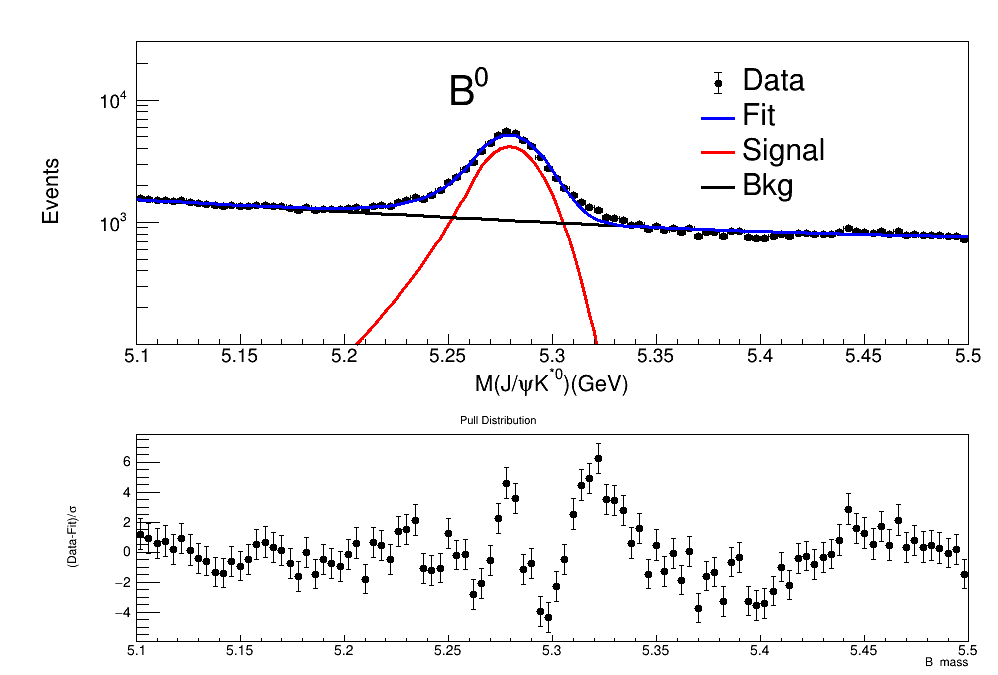 B⁰
Data
Fit
Signal
Bkg
Events
10⁴
10³
5.1 5.15 5.2 5.25 5.3 5.35 5.4 5.45 5.5
M(J/ψK*⁰)(GeV)
Pull Distribution
(Data-Fit)/σ
6
4
2
0
−2
−4
5.1 5.15 5.2 5.25 5.3 5.35 5.4 5.45 5.5
B mass